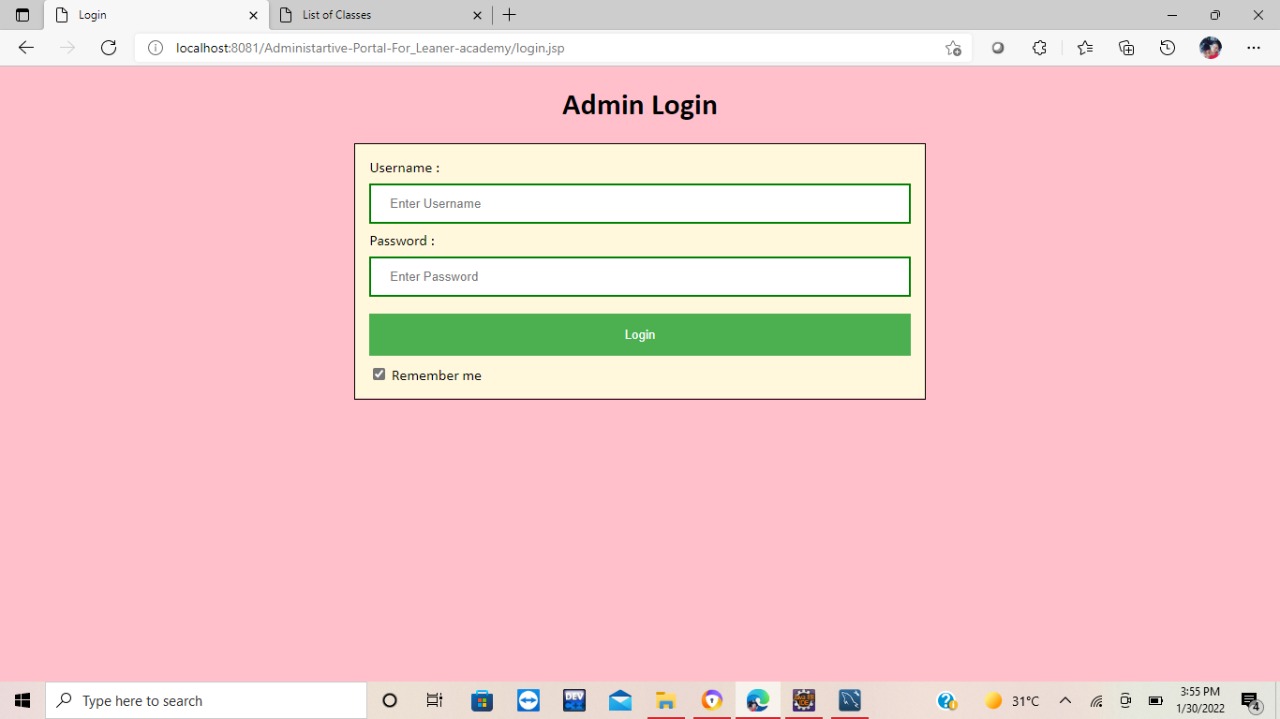 Login
List of Classes
localhost:8081/Administartive-Portal-For_Leaner-academy/login.jsp
Admin Login
Username :
Enter Username
Password :
Enter Password
Login
Remember me
Type here to search
DEV
31°C
3:55 PM
1/30/2022
4